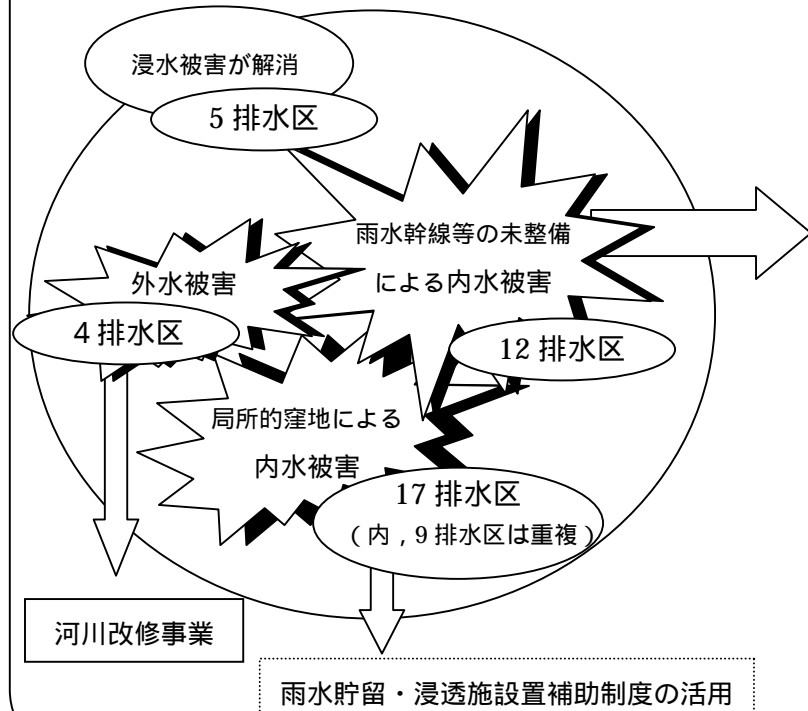 浸水被害が解消
5 排水区
雨水幹線等の未整備
による内水被害
12 排水区
外水被害
4 排水区
局所的窪地による
内水被害
17 排水区
（内，9 排水区は重複）
河川改修事業
雨水貯留・浸透施設置補助制度の活用